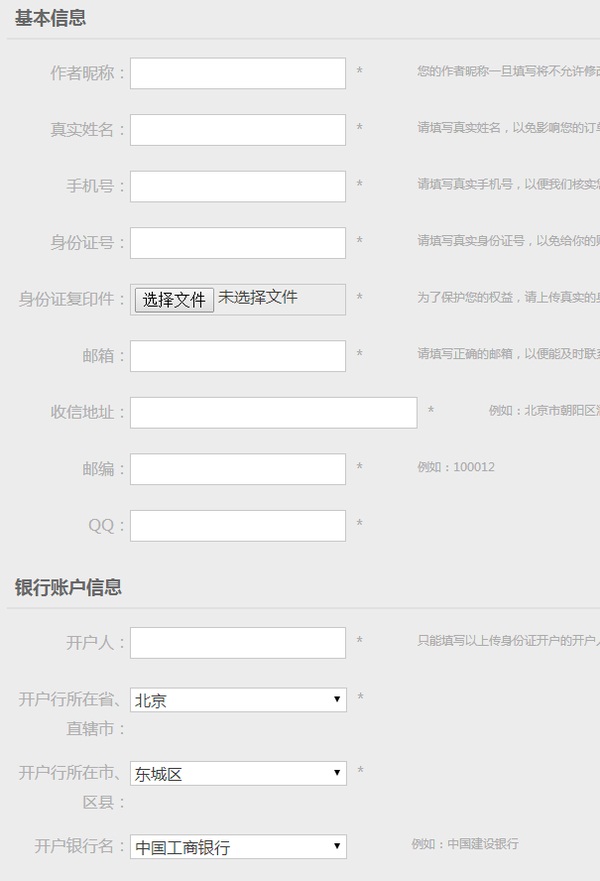 基本信息
作者昵称： * 您的作者昵称一旦填写将不允许修
真实姓名： * 请填写真实姓名，以免影响您的订
手机号： * 请填写真实手机号，以便我们核实
身份证号： * 请填写真实身份证号，以免给你的
身份证复印件： 选择文件 未选择文件 * 为了保护您的权益，请上传真实的
邮箱： * 请填写正确的邮箱，以便能及时联
收信地址： * 例如：北京市朝阳区
邮编： * 例如：100012
QQ： *
银行账户信息
开户人： * 只能填写以上传身份证开户的开户
开户行所在省、 北京 *
直辖市：
开户行所在市、 东城区 *
区县：
开户银行名： 中国工商银行 例如：中国建设银行